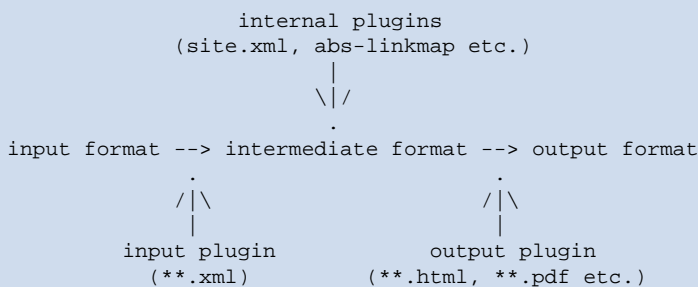 internal plugins
(site.xml, abs-linkmap etc.)
|
\|/
.
input format --> intermediate format --> output format
. .
/|\ /|\
| |
input plugin output plugin
(**.xml) (**.html, **.pdf etc.)